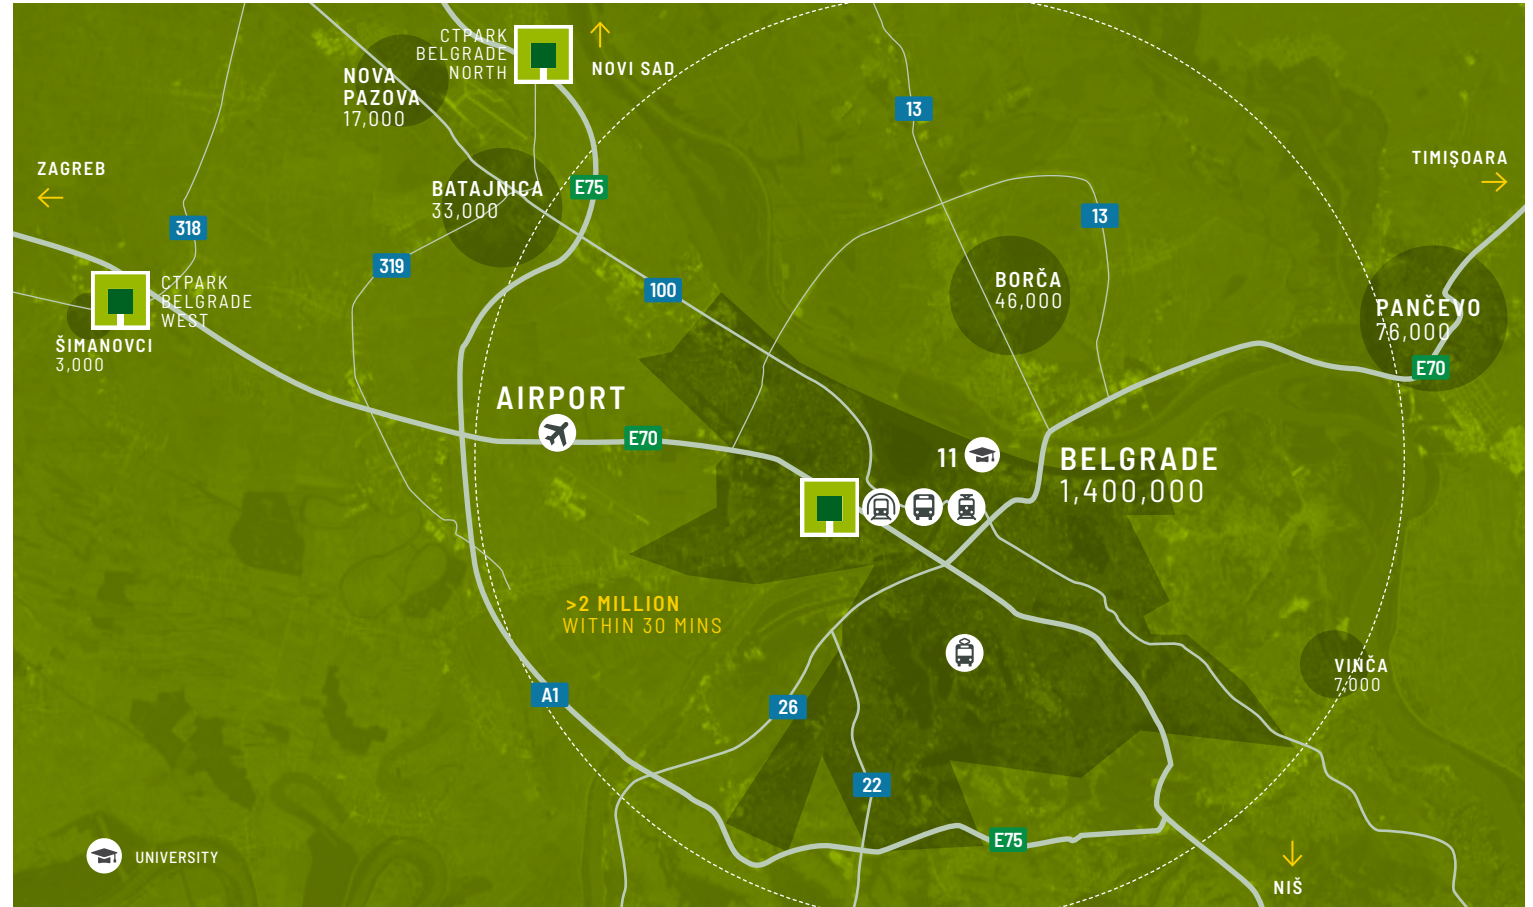 CTPARK
BELGRADE
NORTH
NOVI SAD
NOVA
PAZOVA
17,000
13
ZAGREB
TIMIŞOARA
BATAJNICA
33,000
E75
318
13
319
CTPARK
BELGRADE
WEST
100
BORČA
46,000
PANČEVO
76,000
ŠIMANOVCI
3,000
E70
AIRPORT
E70
11
BELGRADE
1,400,000
>2 MILLION
WITHIN 30 MINS
VINČA
7,000
A1
26
22
E75
UNIVERSITY
NIŠ